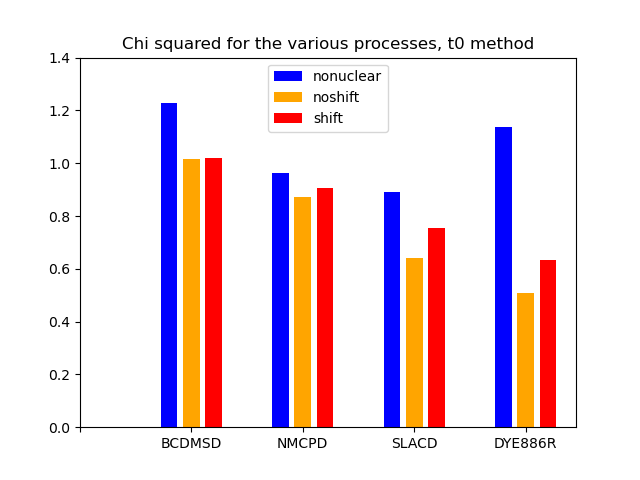 Chi squared for the various processes, t0 method
1.4
1.2
1.0
0.8
0.6
0.4
0.2
0.0
nonuclear
noshift
shift
BCDMSD NMCPD SLACD DYE886R